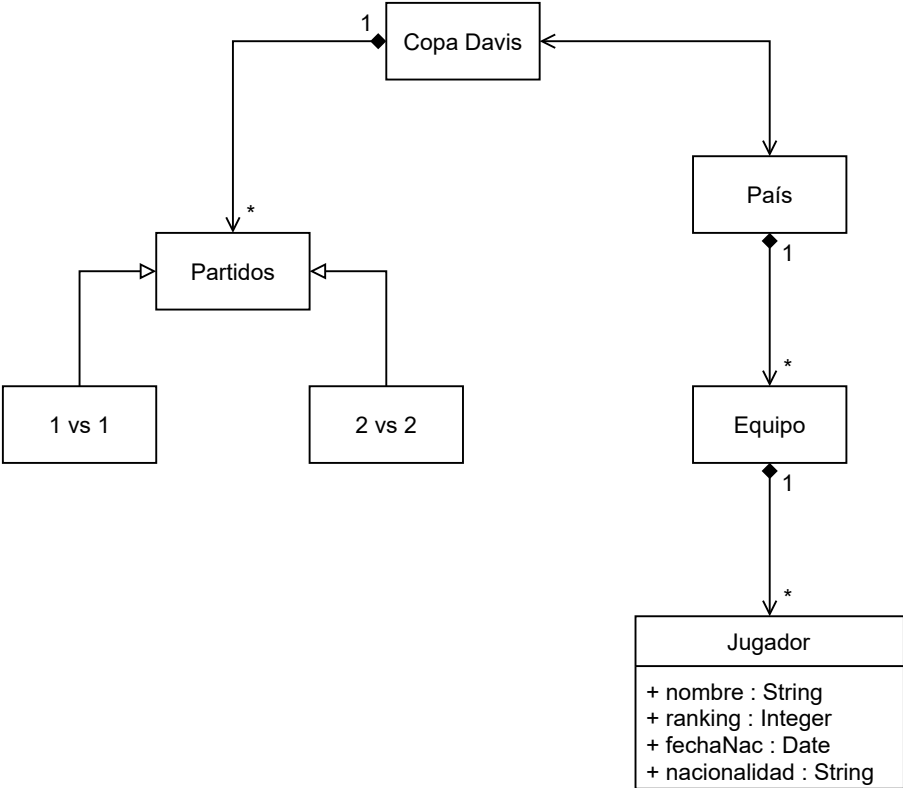 1
Copa Davis
País
*
Partidos
1
*
1 vs 1
2 vs 2
Equipo
1
*
Jugador
+ nombre : String
+ ranking : Integer
+ fechaNac : Date
+ nacionalidad : String